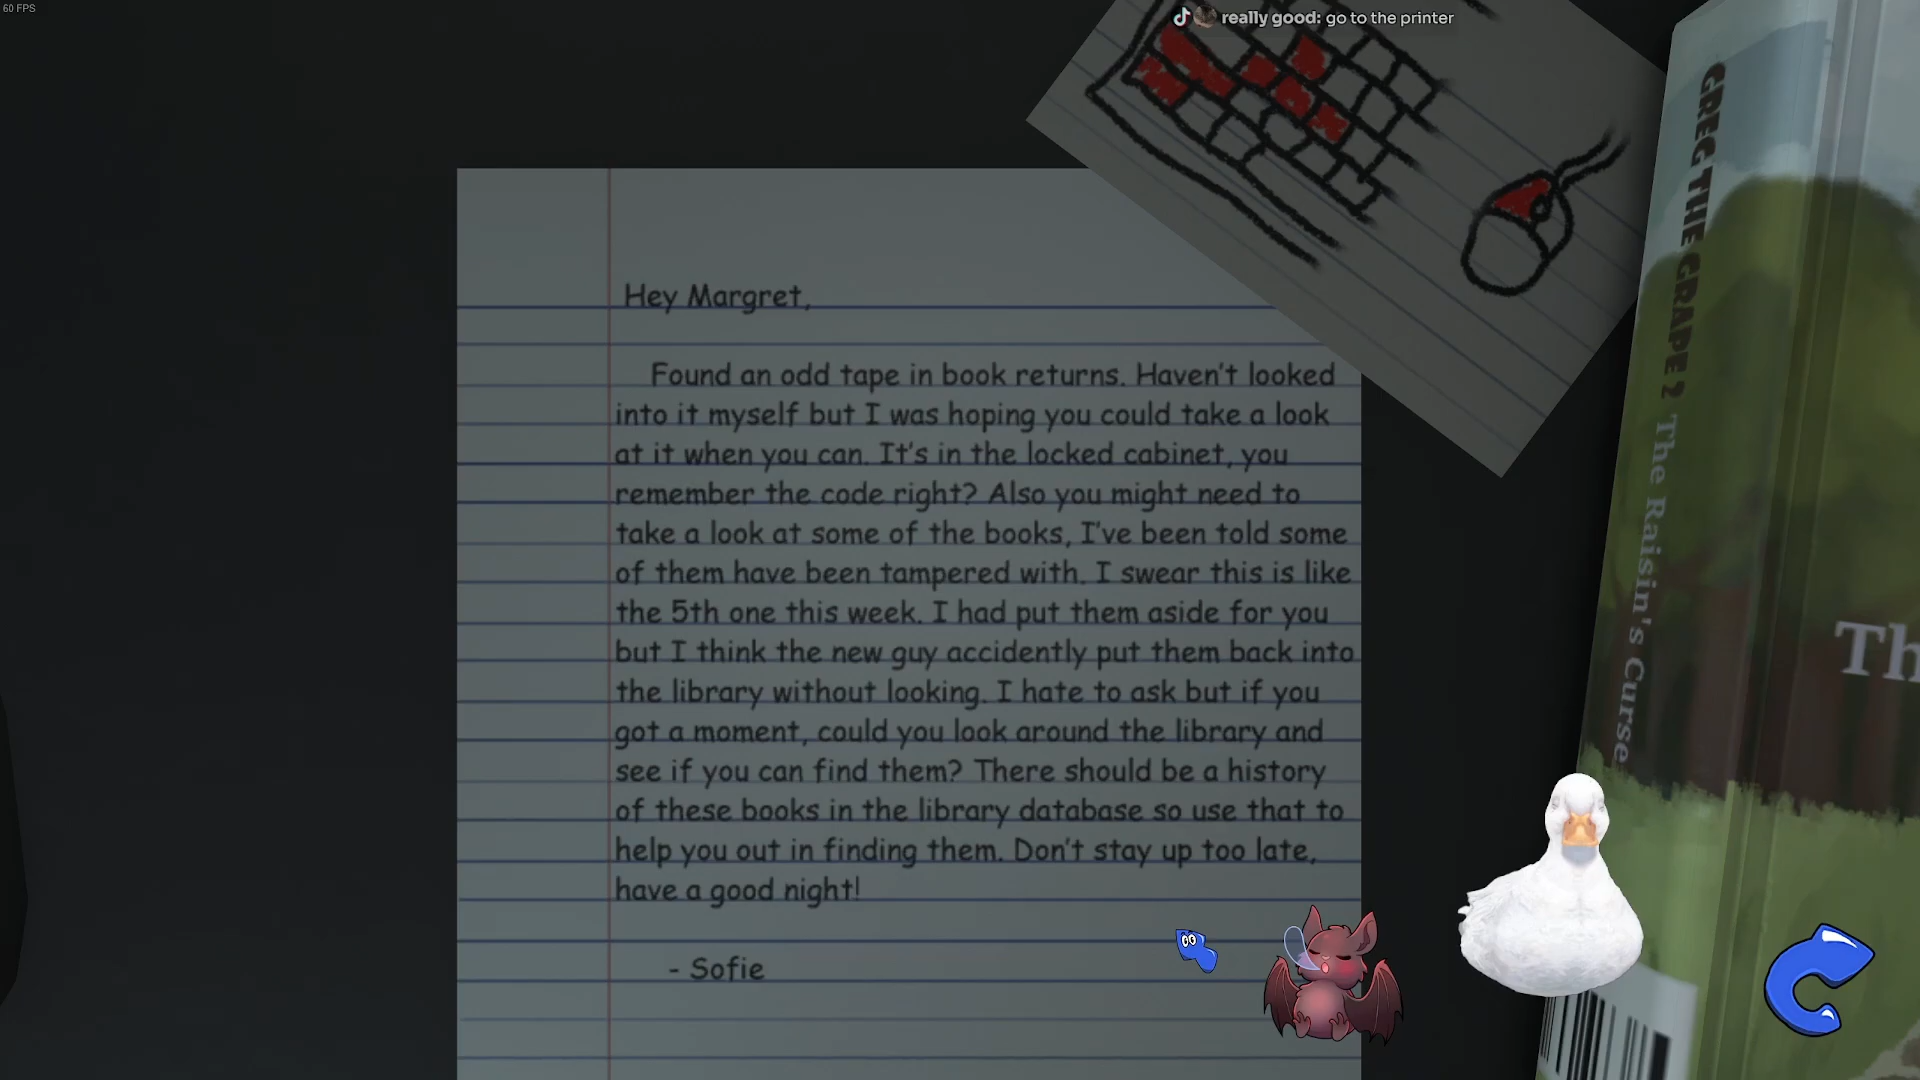 60 FPS
really good: go to the printer
Hey Margret,
Found an odd tape in book returns. Haven't looked
into it myself but I was hoping you could take a look
at it when you can. It's in the locked cabinet, you
remember the code right? Also you might need to
take a look at some of the books, I've been told some
of them have been tampered with. I swear this is like
the 5th one this week. I had put them aside for you
but I think the new guy accidently put them back into
the library without looking. I hate to ask but if you
got a moment, could you look around the library and
see if you can find them? There should be a history
of these books in the library database so use that to
help you out in finding them. Don't stay up too late,
have a good night!
- Sofie
GREG THE GRAPE 2 The Raisin's Curse
Th